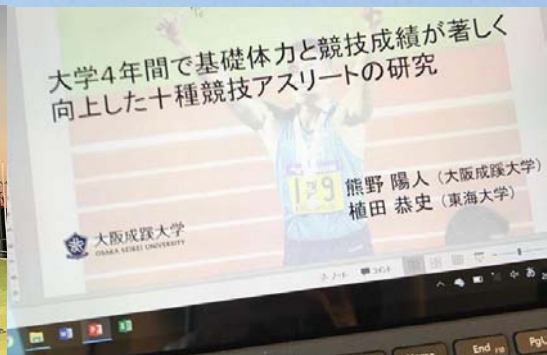 大学4年間で基礎体力と競技成績が著しく
向上した十種競技アスリートの研究
179
熊野 陽人（大阪成蹊大学）
植田 恭史（東海大学）
大阪成蹊大学
OSAKA SEIKEI UNIVERSITY
ノート
コメント
あ
End
PgU